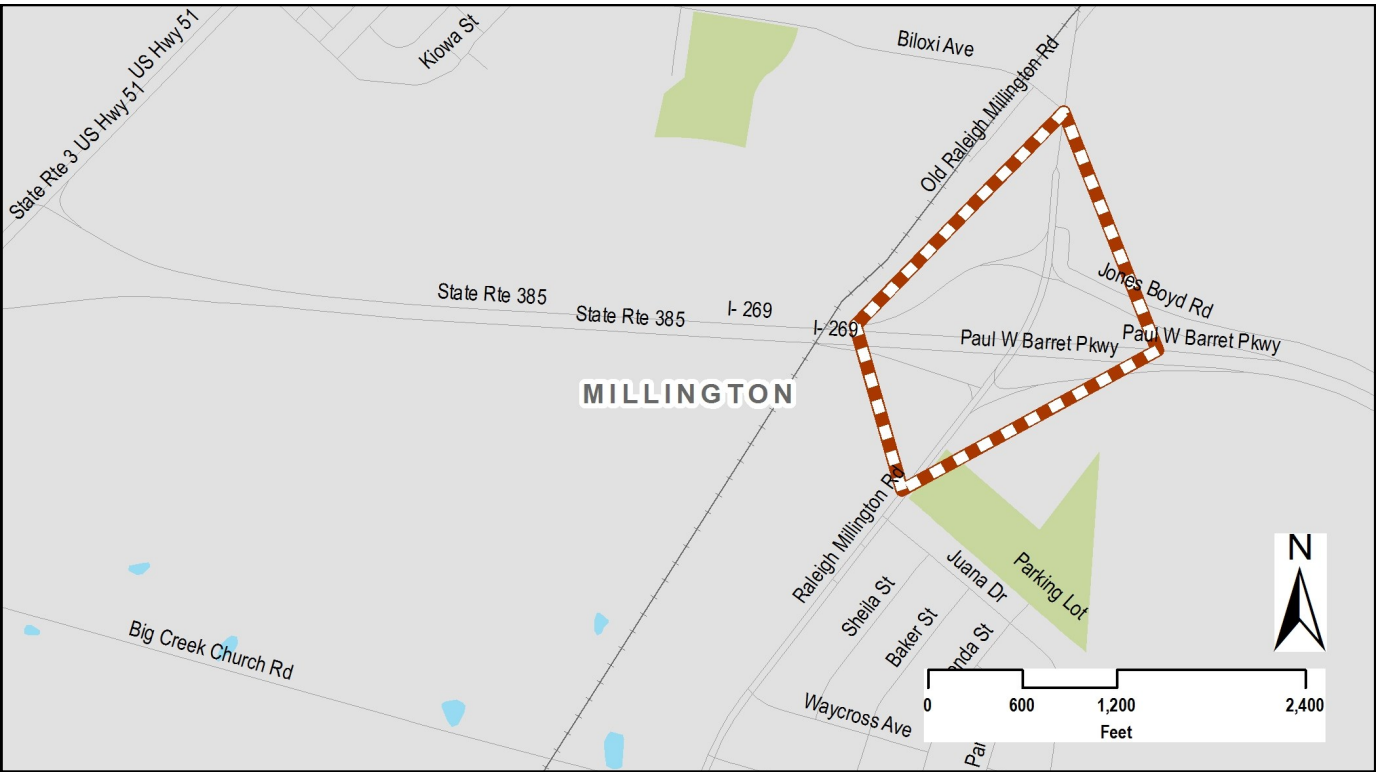 US Hwy 51
Kiowa St
Biloxi Ave
Old Raleigh Millington Rd
State Rte 3 US Hwy 51
Jones Boyd Rd
State Rte 385
State Rte 385
I- 269
I- 269
Paul W Barret Pkwy
Paul W Barret Pkwy
MILLINGTON
Raleigh Millington Rd
Juana Dr
Parking Lot
Sheila St
Baker St
enda St
Big Creek Church Rd
Waycross Ave
Pa
N
0 600 1,200 2,400
Feet